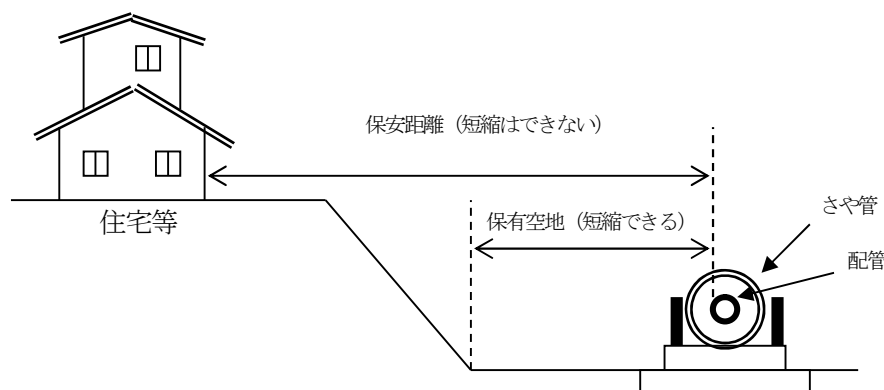 保安距離（短縮はできない）
住宅等
保有空地（短縮できる）
さや管
配管